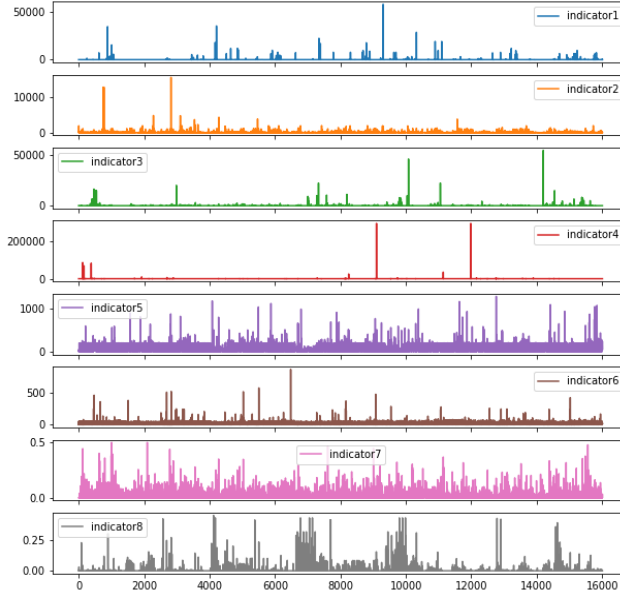 50000
indicator1
0
10000
indicator2
0
50000
indicator3
0
200000
indicator4
0
1000
indicator5
0
500
indicator6
0
0.5
indicator7
0.0
indicator8
0.25
0.00
0 2000 4000 6000 8000 10000 12000 14000 16000